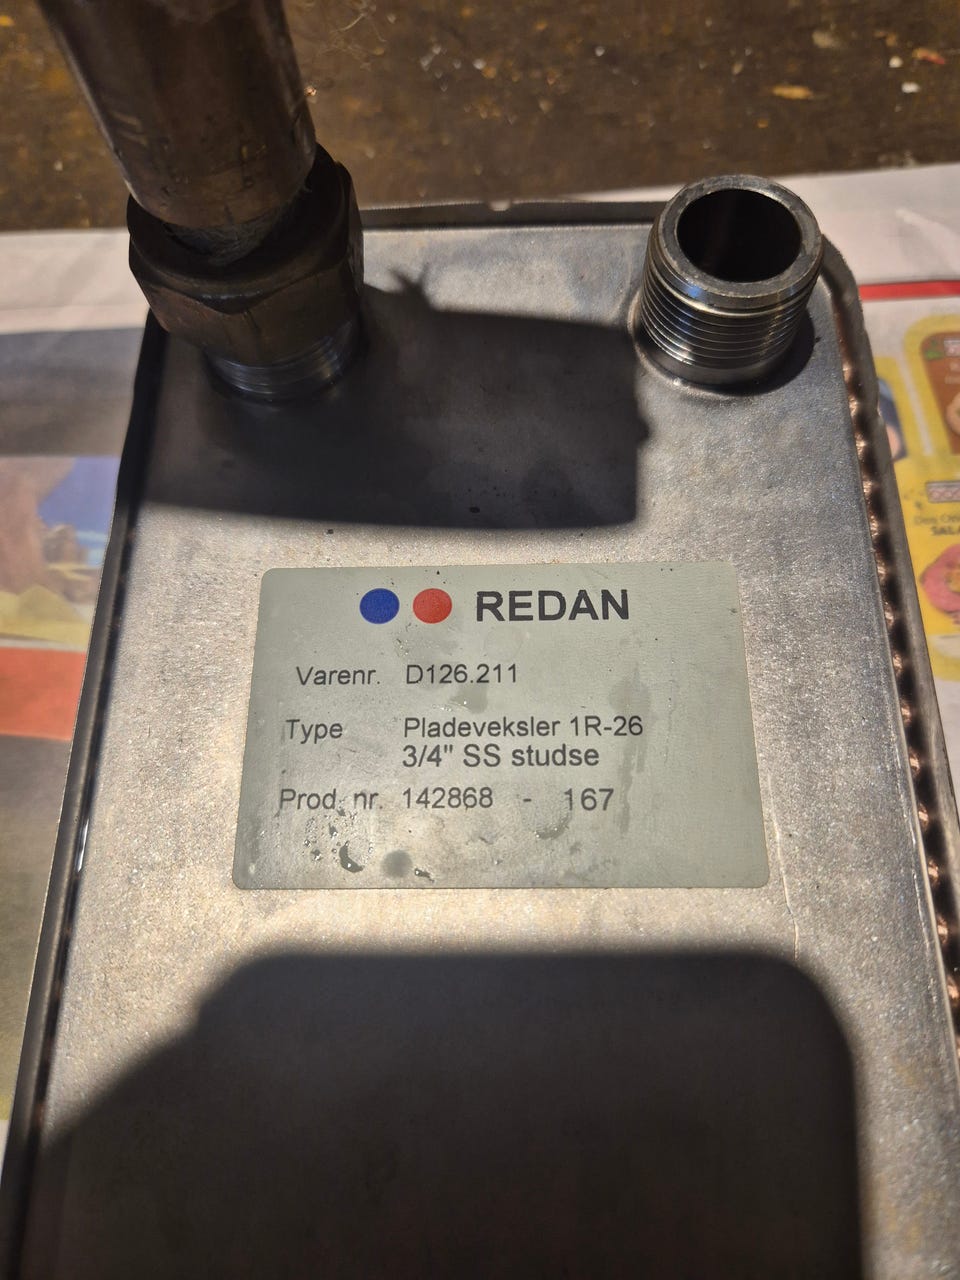 REDAN
Varenr. D126.211
Type Pladeveksler 1R-26
3/4" SS studse
Prod. nr. 142868 - 167